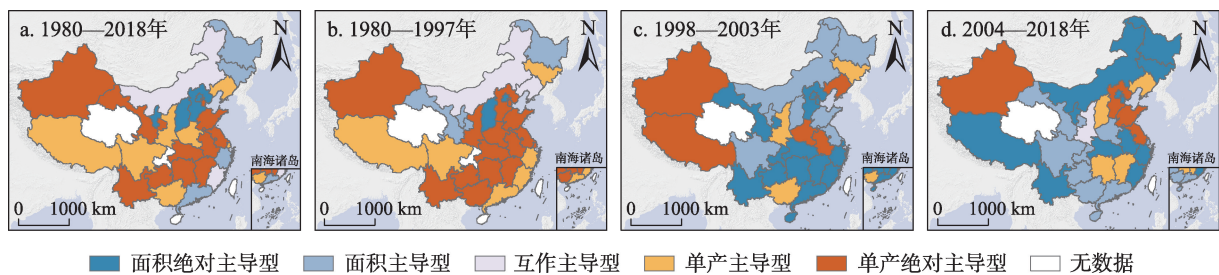 a. 1980—2018年
N
南海诸岛
0 1000 km
b. 1980—1997年
N
南海诸岛
0 1000 km
c. 1998—2003年
N
南海诸岛
0 1000 km
d. 2004—2018年
N
南海诸岛
0 1000 km
面积绝对主导型 面积主导型 互作主导型 单产主导型 单产绝对主导型 无数据